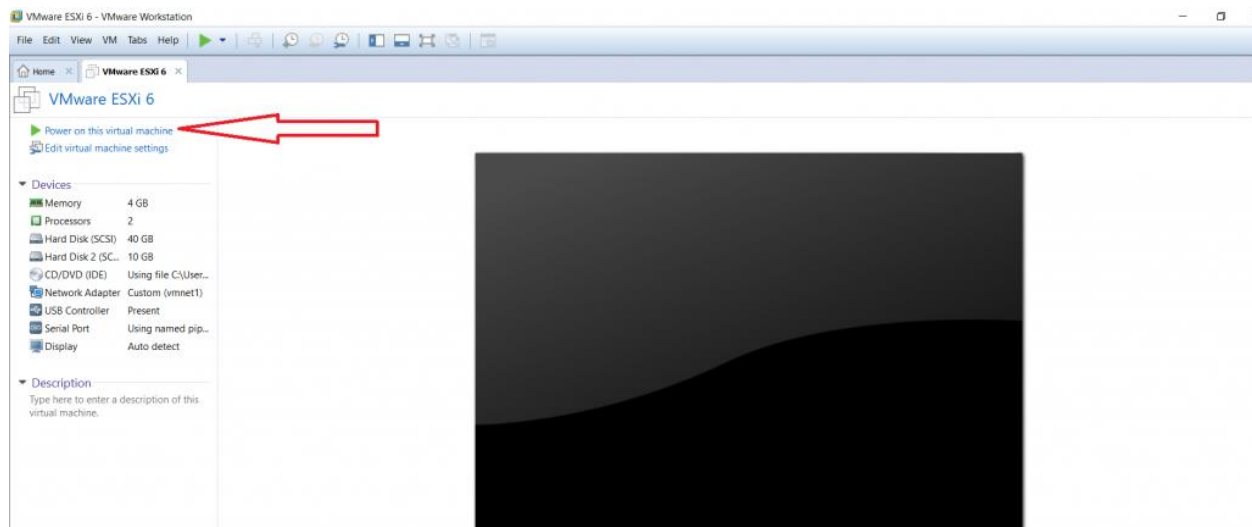 VMware ESXi 6 - VMware Workstation
File Edit View VM Tabs Help
Home VMware ESXi 6
VMware ESXi 6
Power on this virtual machine
Edit virtual machine settings
Devices
Memory 4 GB
Processors 2
Hard Disk (SCSI) 40 GB
Hard Disk 2 (SC... 10 GB
CD/DVD (IDE) Using file C:\User...
Network Adapter Custom (vmnet1)
USB Controller Present
Serial Port Using named pip...
Display Auto detect
Description
Type here to enter a description of this
virtual machine.